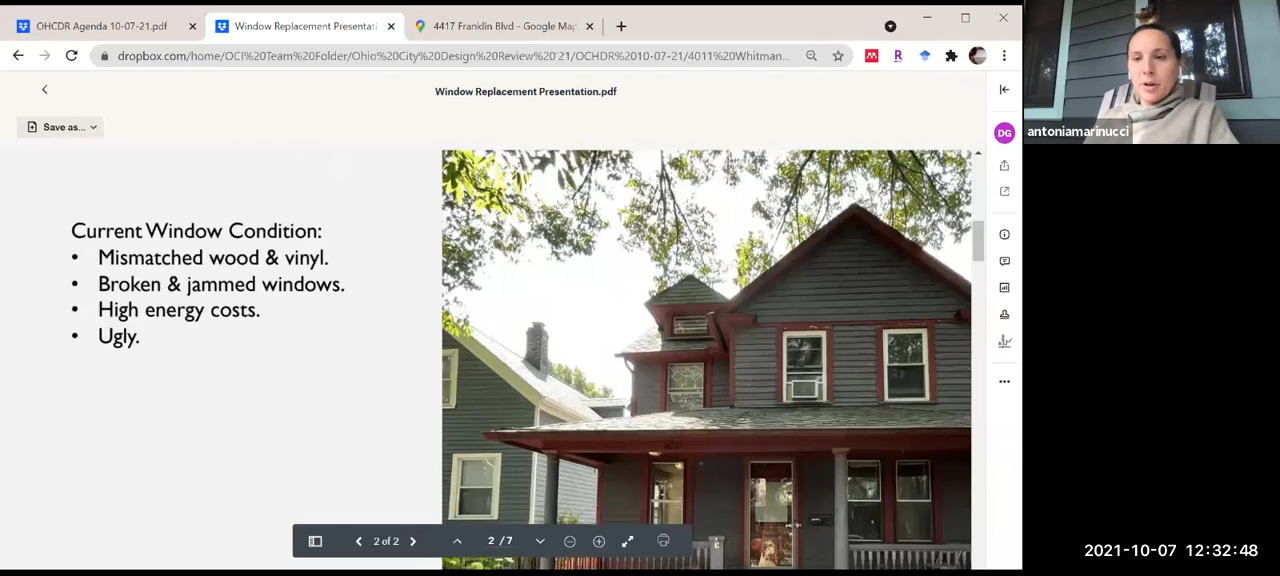 OHCDR Agenda 10-07-21.pdf
Window Replacement Presentati
4417 Franklin Blvd - Google Ma
dropbox.com/home/OCI%20Team%20Folder/Ohio%20City%20Design%20Review%20'21/OCHDR%2010-07-21/4011%20Whitman...
Window Replacement Presentation.pdf
Save as...
DG
antoniamarinucci
Current Window Condition:
• Mismatched wood & vinyl.
• Broken & jammed windows.
• High energy costs.
• Ugly.
2 of 2
2 / 7
2021-10-07 12:32:48